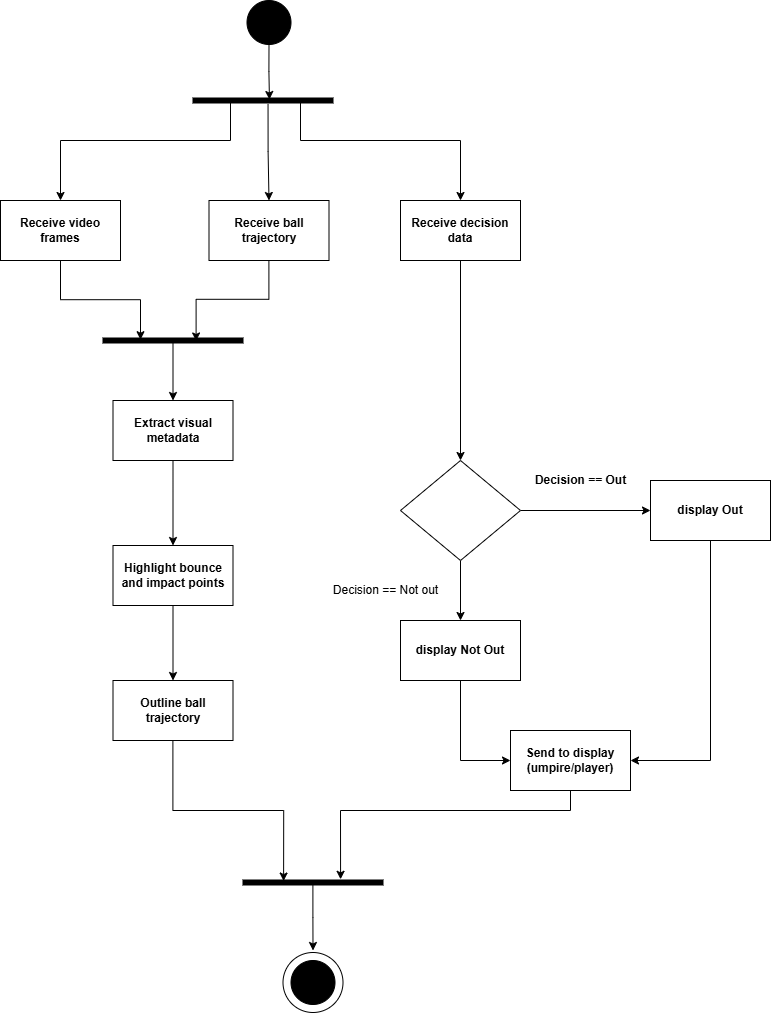 Receive video
frames
Receive ball
trajectory
Receive decision
data
Extract visual
metadata
Decision == Out
display Out
Highlight bounce
and impact points
Decision == Not out
display Not Out
Outline ball
trajectory
Send to display
(umpire/player)